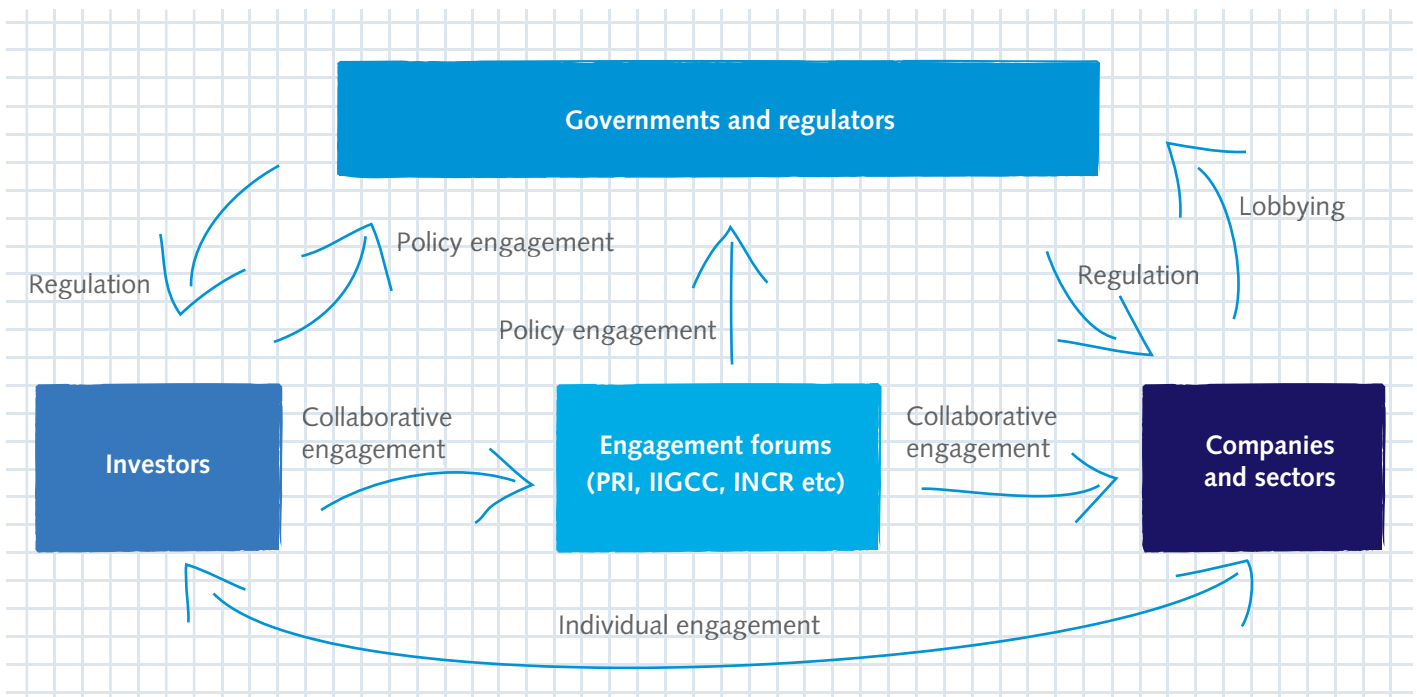 Governments and regulators
Lobbying
Policy engagement
Regulation
Regulation
Policy engagement
Investors
Collaborative
engagement
Engagement forums
(PRI, IIGCC, INCR etc)
Collaborative
engagement
Companies
and sectors
Individual engagement